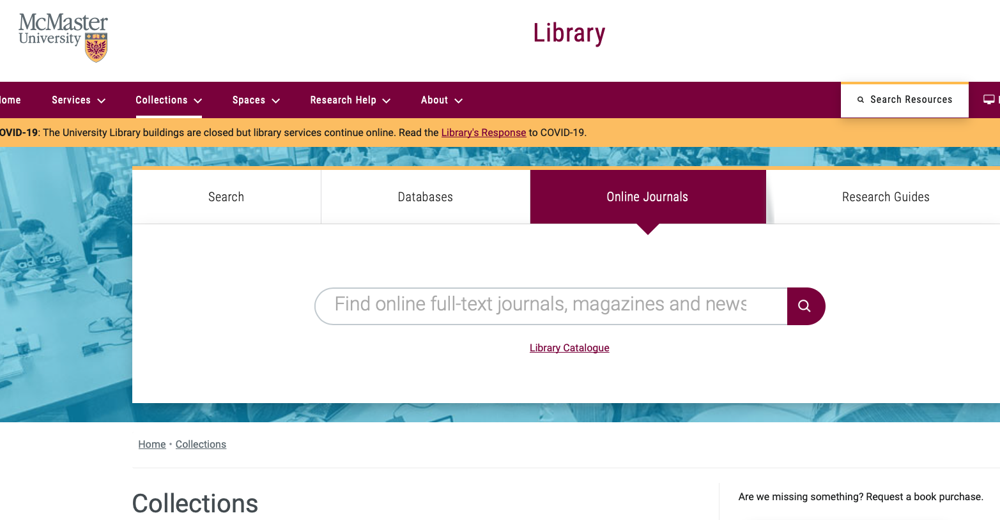 McMaster
University
Library
Home
Services
Collections
Spaces
Research Help
About
Search Resources
OVID-19: The University Library buildings are closed but library services continue online. Read the Library's Response to COVID-19.
Search
Databases
Online Journals
Research Guides
Find online full-text journals, magazines and news
Library Catalogue
adidas
Home • Collections
Collections
Are we missing something? Request a book purchase.